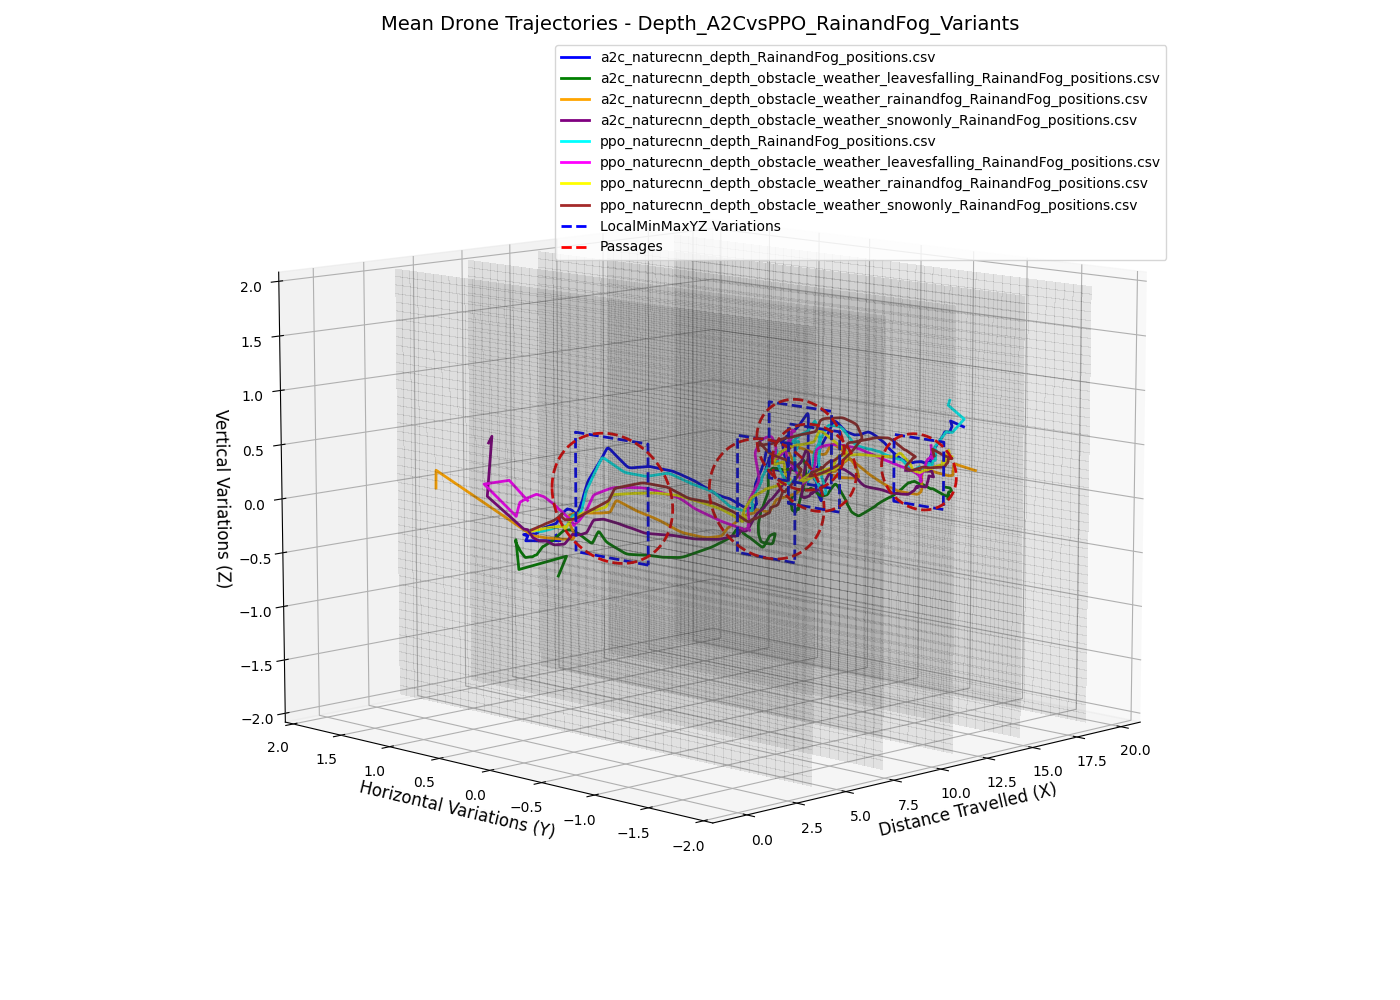 Mean Drone Trajectories - Depth_A2CvsPPO_RainandFog_Variants
a2c_naturecnn_depth_RainandFog_positions.csv
a2c_naturecnn_depth_obstacle_weather_leavesfalling_RainandFog_positions.csv
a2c_naturecnn_depth_obstacle_weather_rainandfog_RainandFog_positions.csv
a2c_naturecnn_depth_obstacle_weather_snowonly_RainandFog_positions.csv
ppo_naturecnn_depth_RainandFog_positions.csv
ppo_naturecnn_depth_obstacle_weather_leavesfalling_RainandFog_positions.csv
ppo_naturecnn_depth_obstacle_weather_rainandfog_RainandFog_positions.csv
ppo_naturecnn_depth_obstacle_weather_snowonly_RainandFog_positions.csv
LocalMinMaxYZ Variations
Passages
2.0
1.5
1.0
0.5
0.0
−0.5
−1.0
−1.5
−2.0
Vertical Variations (Z)
2.0
1.5
1.0
0.5
0.0
−0.5
−1.0
−1.5
−2.0
Horizontal Variations (Y)
0.0
2.5
5.0
7.5
10.0
12.5
15.0
17.5
20.0
Distance Travelled (X)